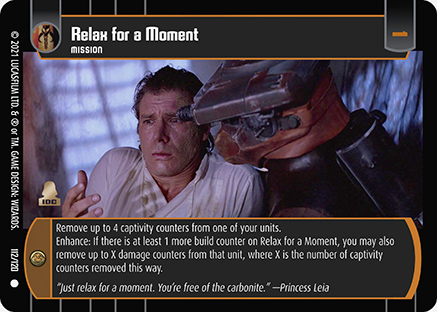 Relax for a Moment
MISSION
1
© 2021 LUCASFILM LTD. & ® or TM. GAME DESIGN: WIZARDS.
IDC
Remove up to 4 captivity counters from one of your units.
Enhance: If there is at least 1 more build counter on Relax for a Moment, you may also
remove up to X damage counters from that unit, where X is the number of captivity
counters removed this way.
"Just relax for a moment. You're free of the carbonite." —Princess Leia
112/120